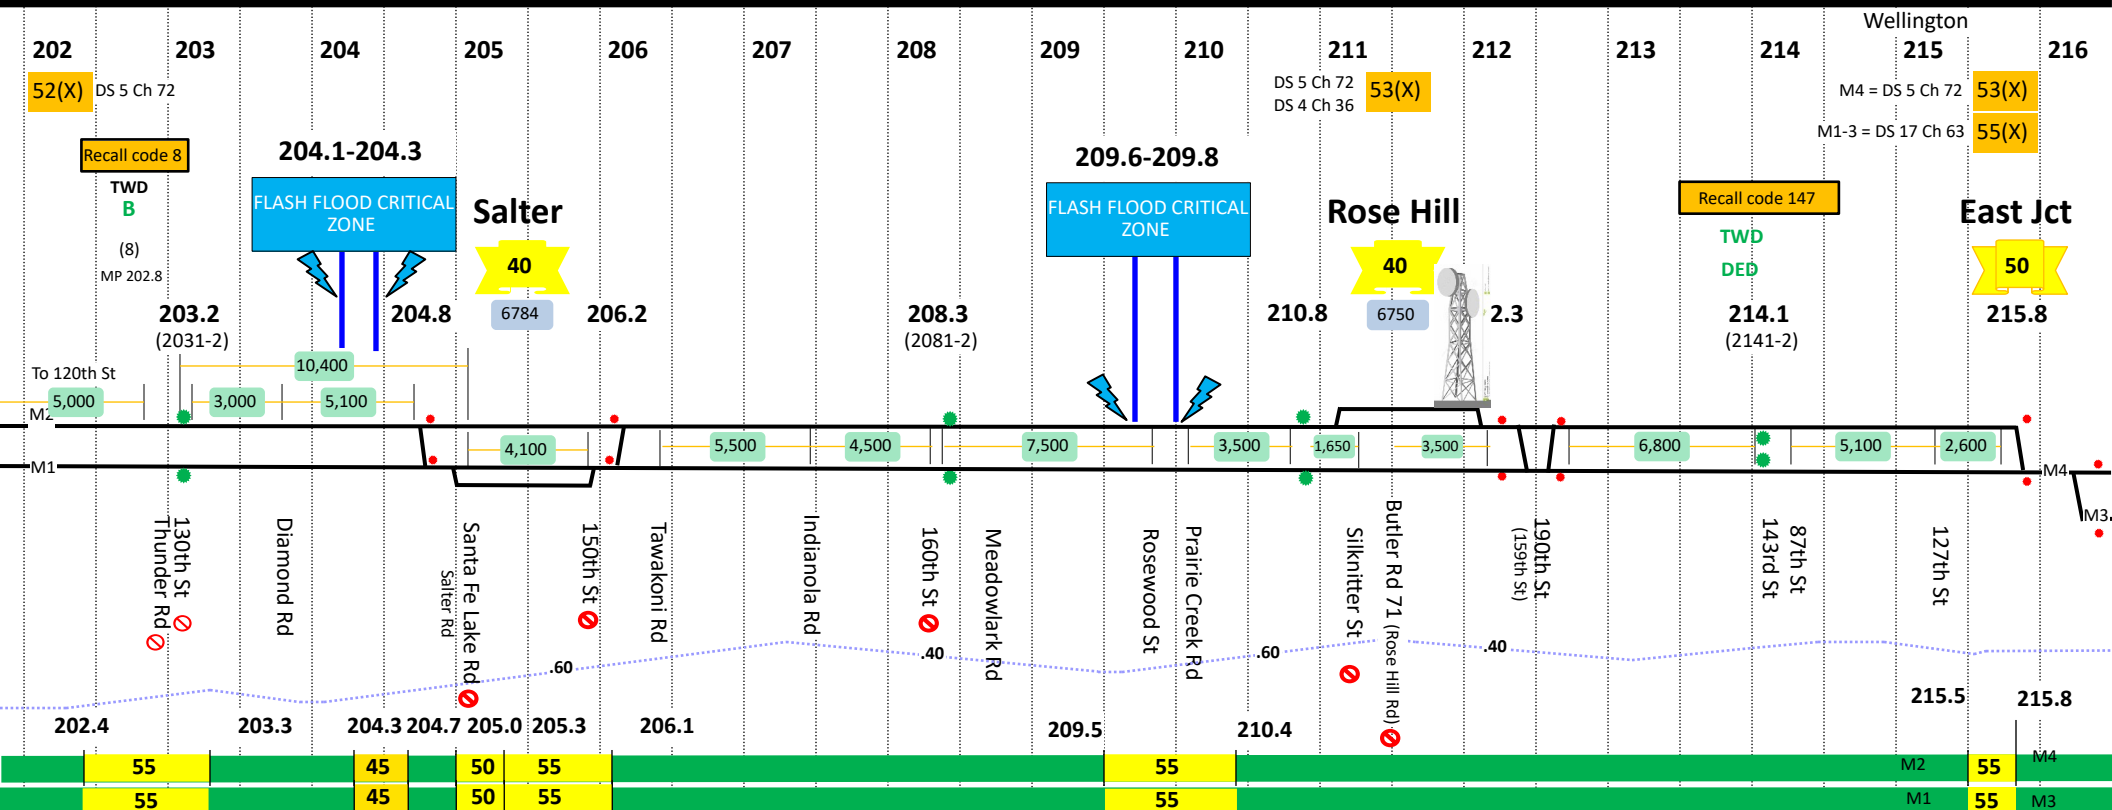 Wellington
202 203 204 205 206 207 208 209 210 211 212 213 214 215 216
52(X) DS 5 Ch 72
DS 5 Ch 72
DS 4 Ch 36
53(X)
M4 = DS 5 Ch 72 53(X)
M1-3 = DS 17 Ch 63 55(X)
Recall code 8
TWD
B
(8)
MP 202.8
204.1-204.3
FLASH FLOOD CRITICAL
ZONE
Salter
40
6784
209.6-209.8
FLASH FLOOD CRITICAL
ZONE
Rose Hill
40
6750
Recall code 147
TWD
DED
East Jct
50
203.2
(2031-2)
204.8
206.2
208.3
(2081-2)
210.8
2.3
214.1
(2141-2)
215.8
10,400
To 120th St
5,000
3,000
5,100
M2
M1
4,100
5,500
4,500
7,500
3,500
1,650
3,500
6,800
5,100
2,600
M4
M3
Thunder Rd
130th St
Diamond Rd
Salter Rd
Santa Fe Lake Rd
150th St
Tawakoni Rd
Indianola Rd
160th St
Meadowlark Rd
Rosewood St
Prairie Creek Rd
Silknitter St
Butler Rd 71 (Rose Hill Rd)
(159th St)
190th St
143rd St
87th St
127th St
.60
.40
.60
.40
202.4 203.3 204.3 204.7 205.0 205.3 206.1 209.5 210.4 215.5 215.8
55 45 50 55 55 M2 55 M4
55 45 50 55 55 M1 55 M3